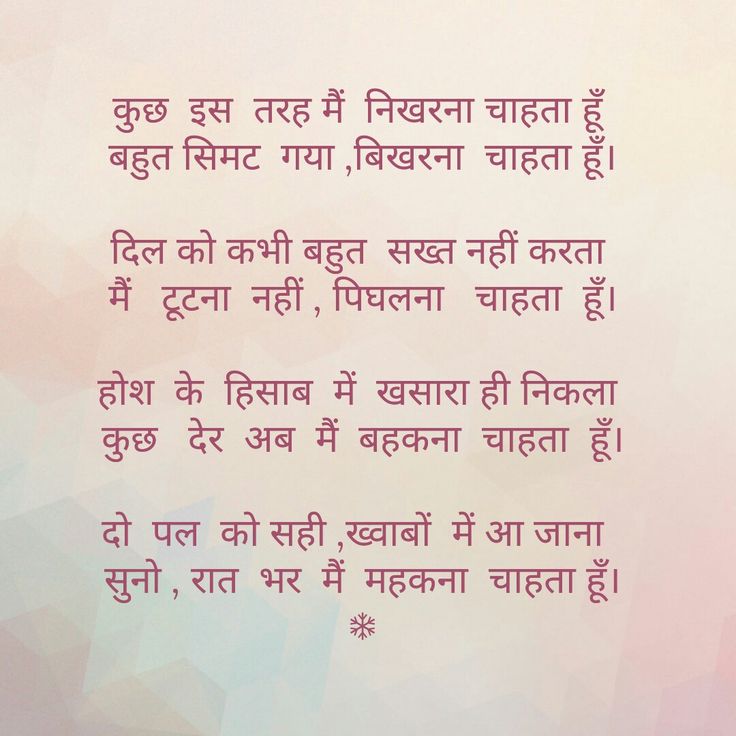 कुछ इस तरह मैं निखरना चाहता हूँ
बहुत सिमट गया ,बिखरना चाहता हूँ।
दिल को कभी बहुत सख्त नहीं करता
मैं टूटना नहीं , पिघलना चाहता हूँ।
होश के हिसाब में खसारा ही निकला
कुछ देर अब मैं बहकना चाहता हूँ।
दो पल को सही ,ख्वाबों में आ जाना
सुनो , रात भर मैं महकना चाहता हूँ।